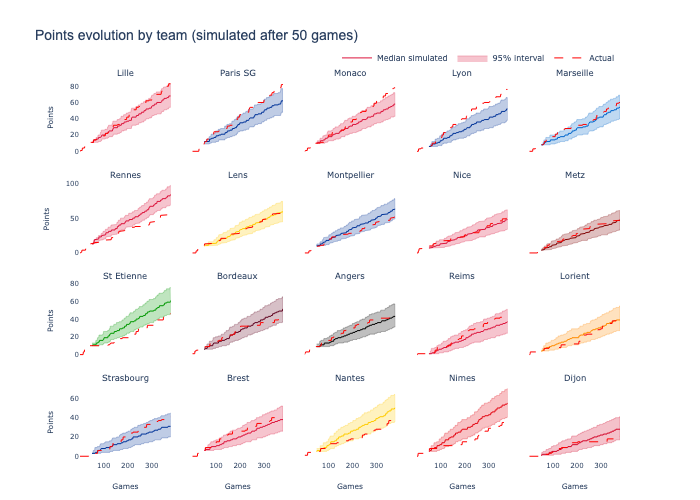 Points evolution by team (simulated after 50 games)
Median simulated 95% interval Actual
Lille Paris SG Monaco Lyon Marseille
80
60
40
20
0
Points
Rennes Lens Montpellier Nice Metz
100
50
0
Points
St Etienne Bordeaux Angers Reims Lorient
80
60
40
20
0
Points
Strasbourg Brest Nantes Nimes Dijon
60
40
20
0
Points
100 200 300 100 200 300 100 200 300 100 200 300 100 200 300
Games Games Games Games Games